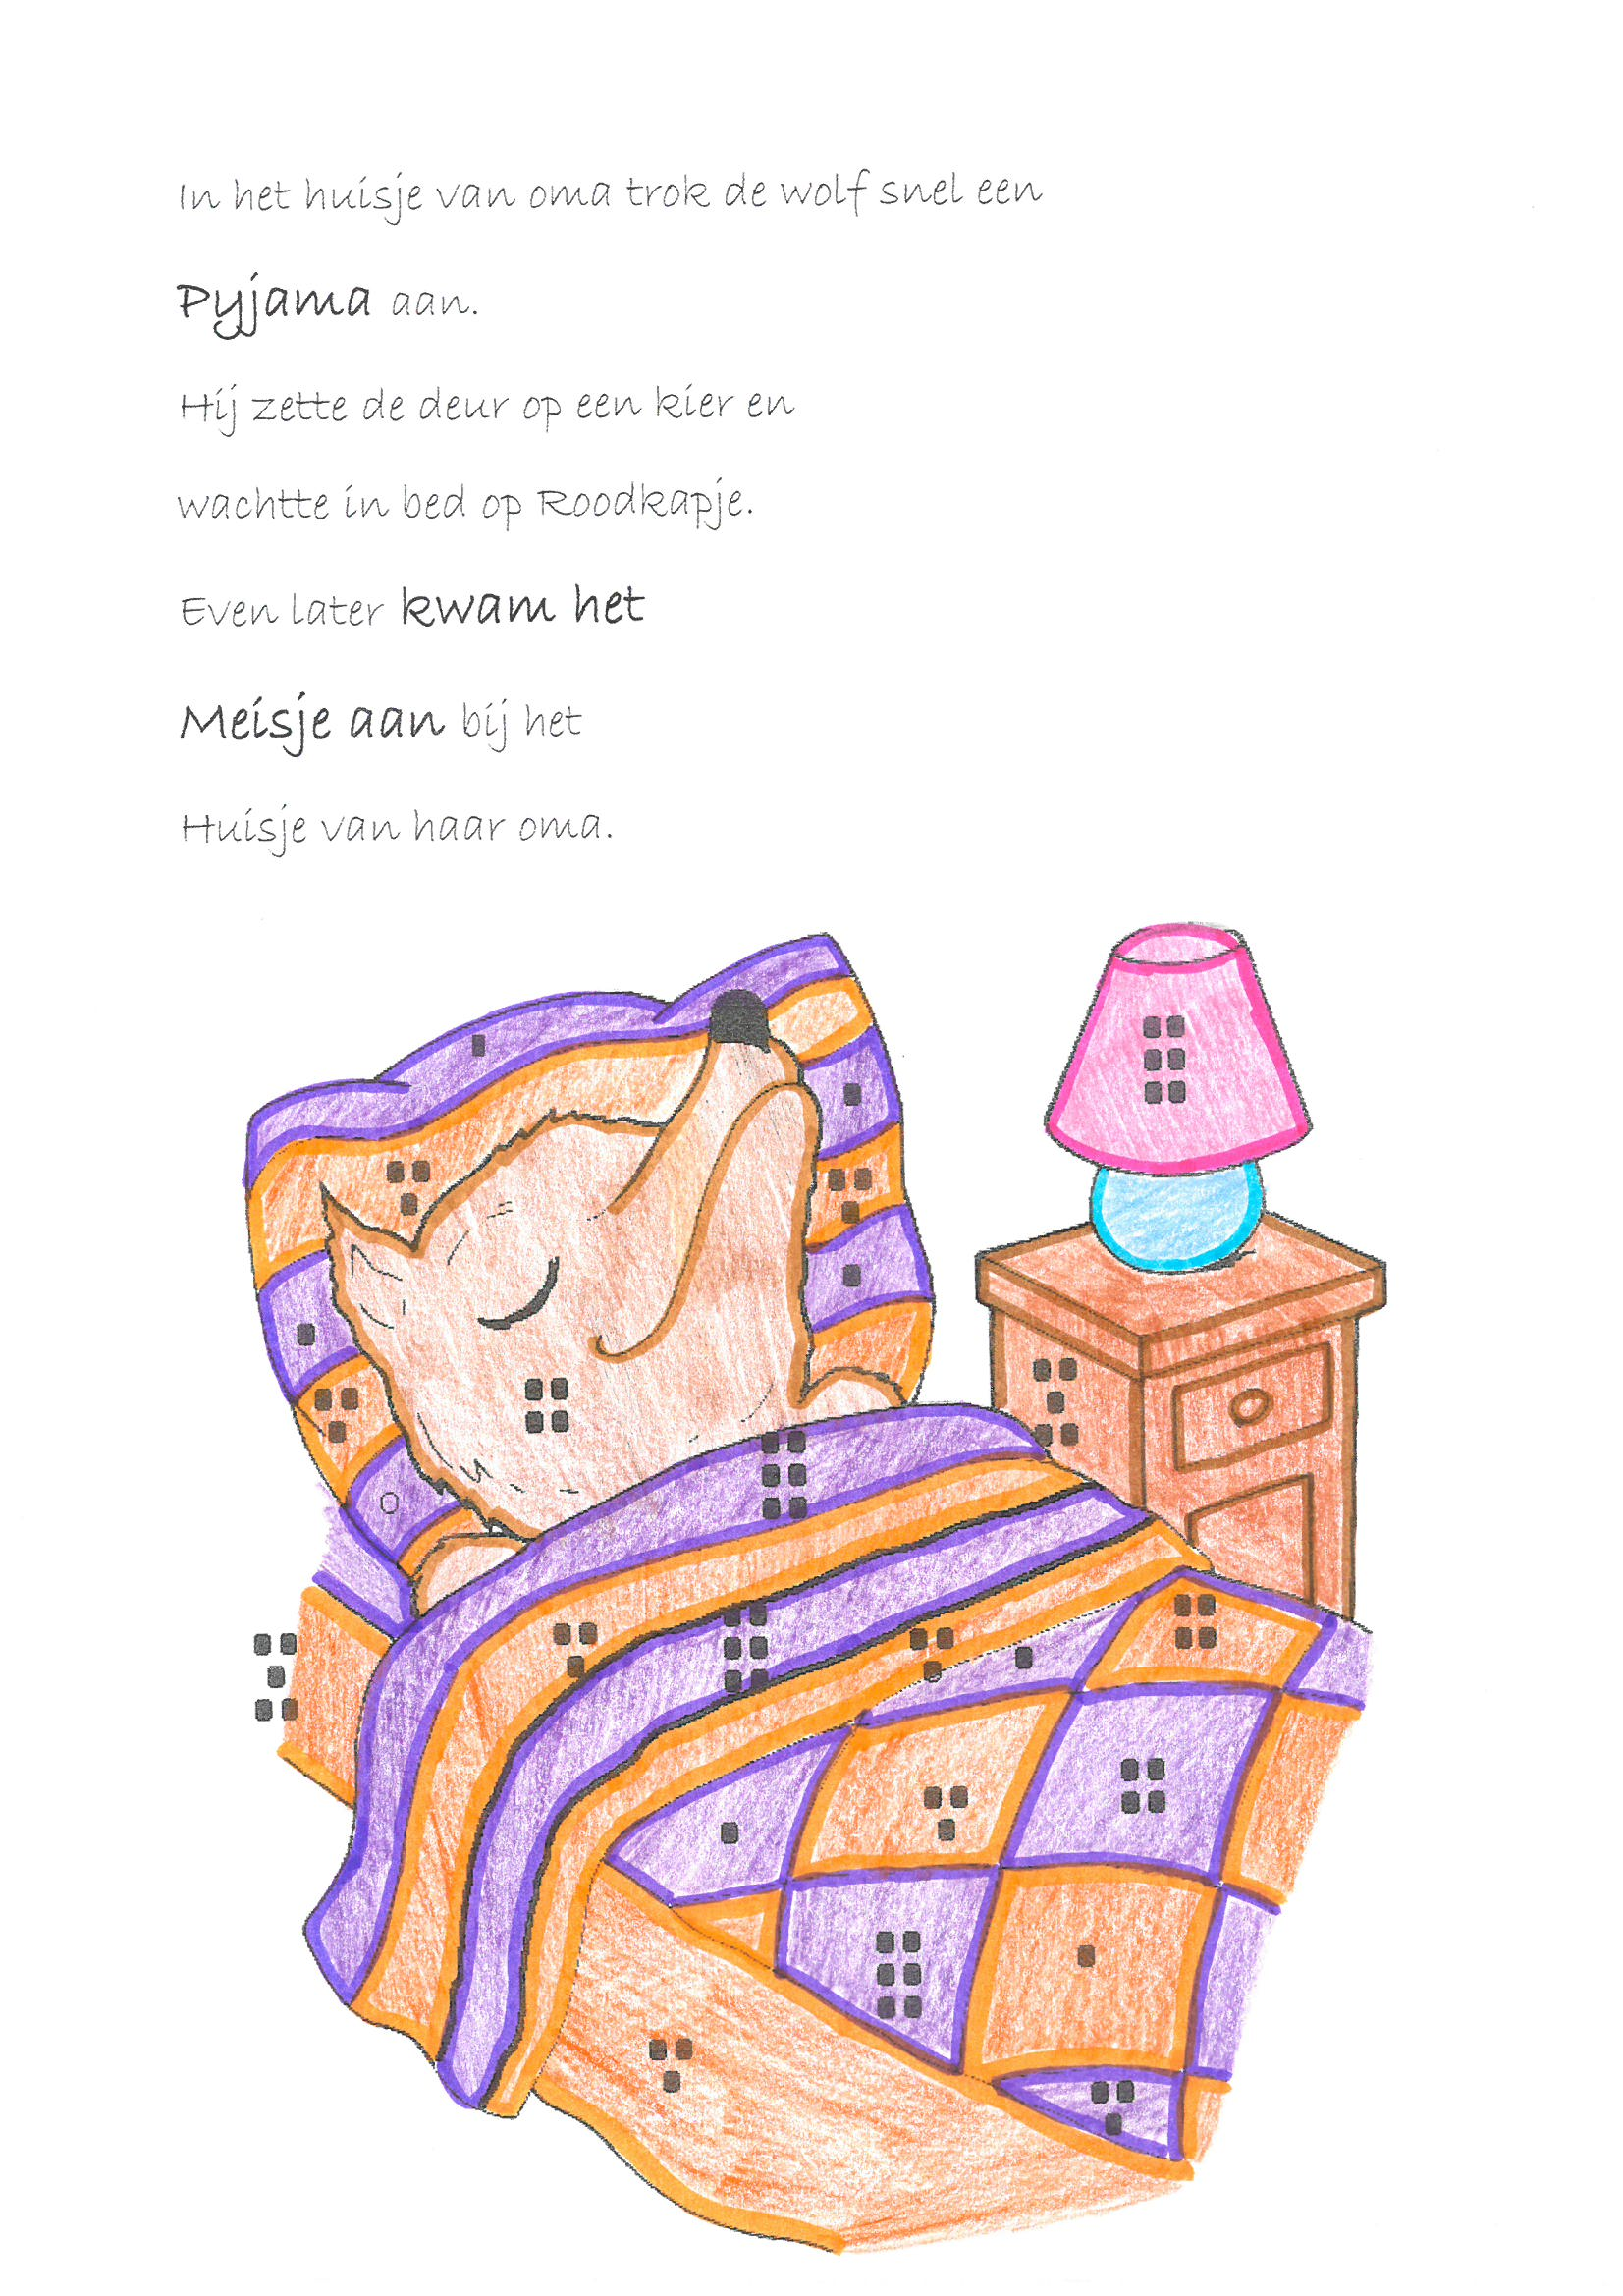 In het huisje van oma trok de wolf snel een
Pyjama aan.
Hij zette de deur op een kier en
wachtte in bed op Roodkapje.
Even later kwam het
Meisje aan bij het
Huisje van haar oma.